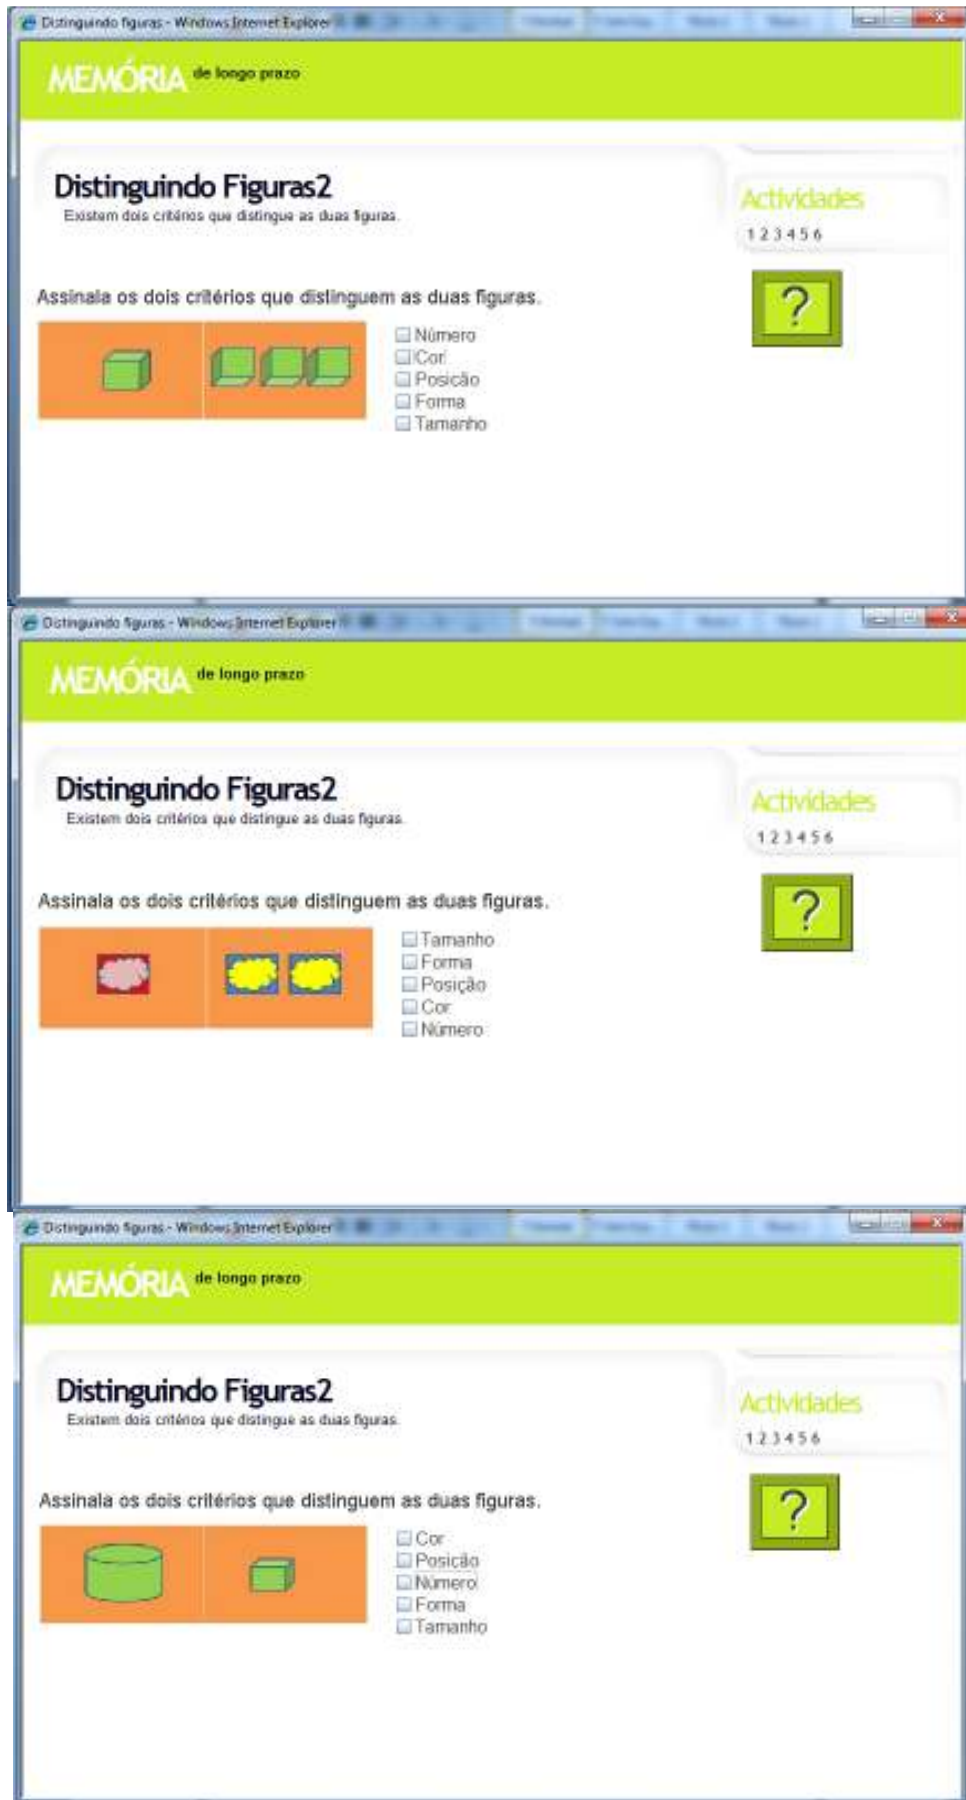 Distinguindo figuras - Windows Internet Explorer
MEMÓRIA de longo prazo
Distinguindo Figuras2
Existem dois critérios que distingue as duas figuras.
Actividades
1 2 3 4 5 6
?
Assinala os dois critérios que distinguem as duas figuras.
Número
Cor
Posicão
Forma
Tamanho
Distinguindo figuras - Windows Internet Explorer
MEMÓRIA de longo prazo
Distinguindo Figuras2
Existem dois critérios que distingue as duas figuras.
Actividades
1 2 3 4 5 6
?
Assinala os dois critérios que distinguem as duas figuras.
Tamanho
Forma
Posição
Cor
Número
Distinguindo figuras - Windows Internet Explorer
MEMÓRIA de longo prazo
Distinguindo Figuras2
Existem dois critérios que distingue as duas figuras.
Actividades
1 2 3 4 5 6
?
Assinala os dois critérios que distinguem as duas figuras.
Cor
Posicão
Número
Forma
Tamanho